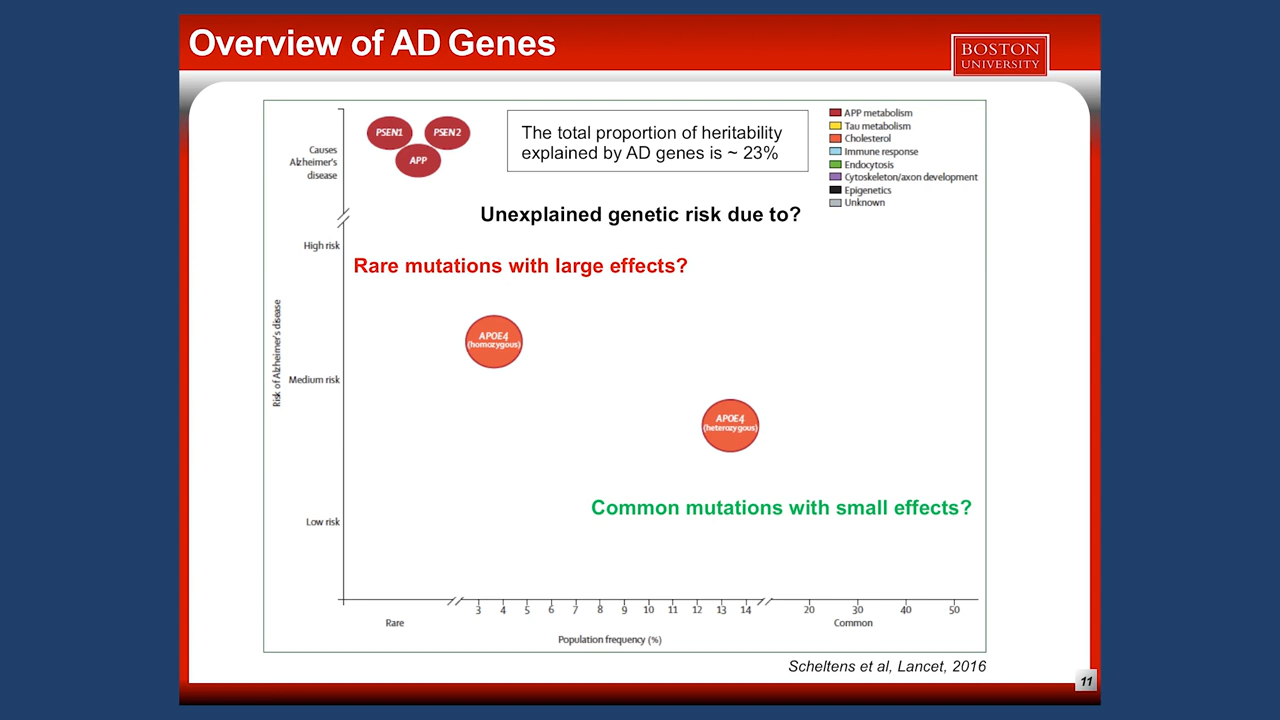 Overview of AD Genes
BOSTON
UNIVERSITY
PSEN1
PSEN2
APP
The total proportion of heritability
explained by AD genes is ~ 23%
APP metabolism
Tau metabolism
Cholesterol
Immune response
Endocytosis
Cytoskeleton/axon development
Epigenetics
Unknown
Causes
Alzheimer's
disease
Unexplained genetic risk due to?
High risk
Rare mutations with large effects?
Risk of Alzheimer's disease
APOE4
(homozygous)
Medium risk
APOE4
(heterozygous)
Common mutations with small effects?
Low risk
3 4 5 6 7 8 9 10 11 12 13 14 20 30 40 50
Rare
Common
Population frequency (%)
Scheltens et al, Lancet, 2016
11